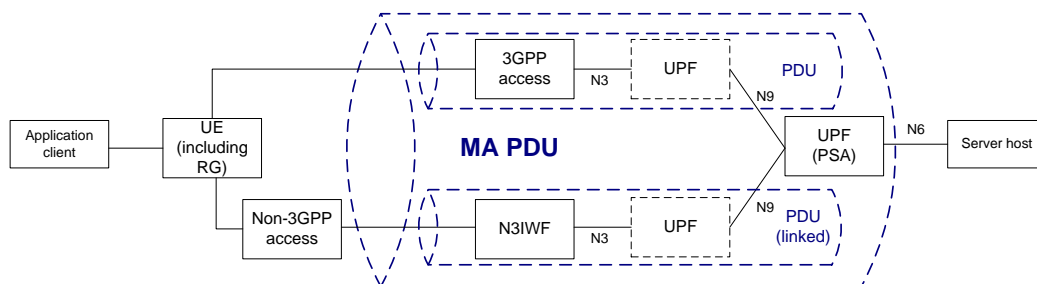 3GPP
access
N3
UPF
PDU
N9
Application
client
UE
(including
RG)
MA PDU
UPF
(PSA)
N6
Server host
Non-3GPP
access
N3IWF
N3
UPF
N9
PDU
(linked)